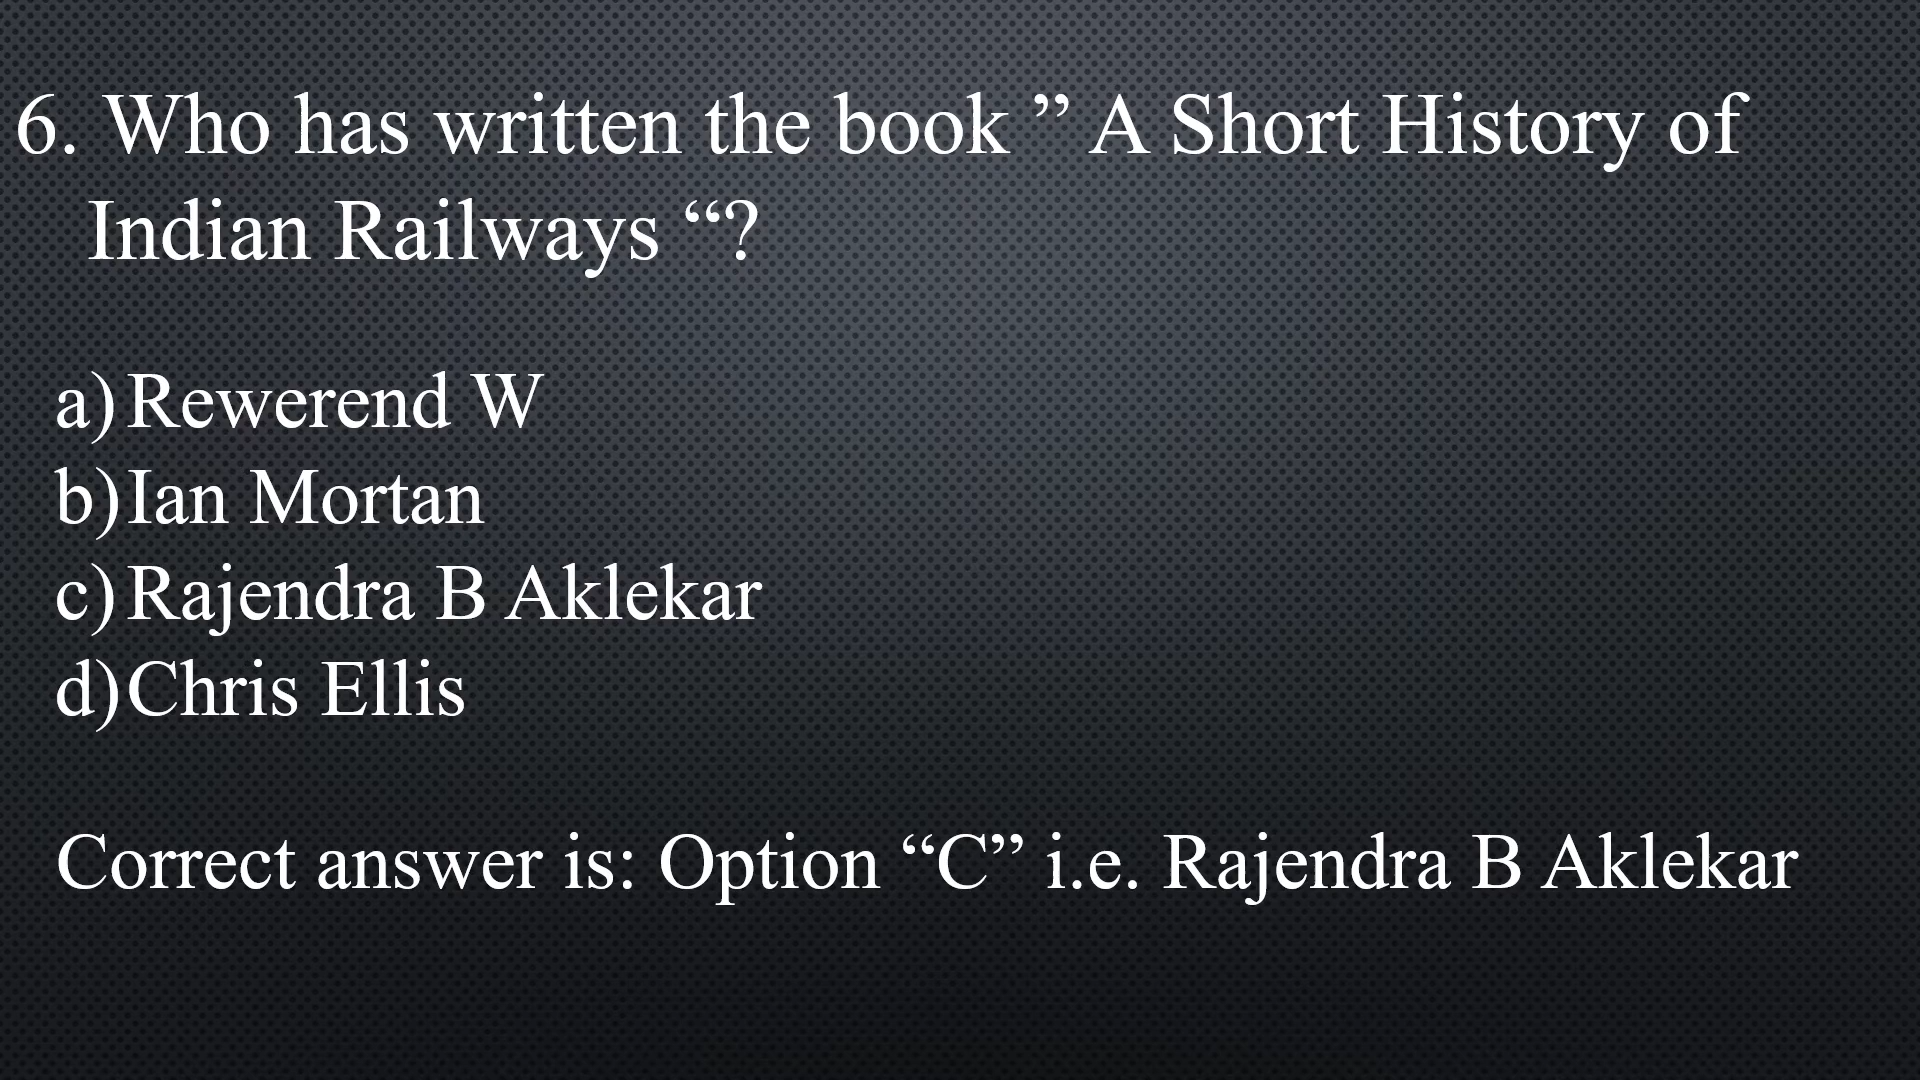 6. Who has written the book ” A Short History of
Indian Railways “?
a) Rewerend W
b) Ian Mortan
c) Rajendra B Aklekar
d) Chris Ellis
Correct answer is: Option “C” i.e. Rajendra B Aklekar